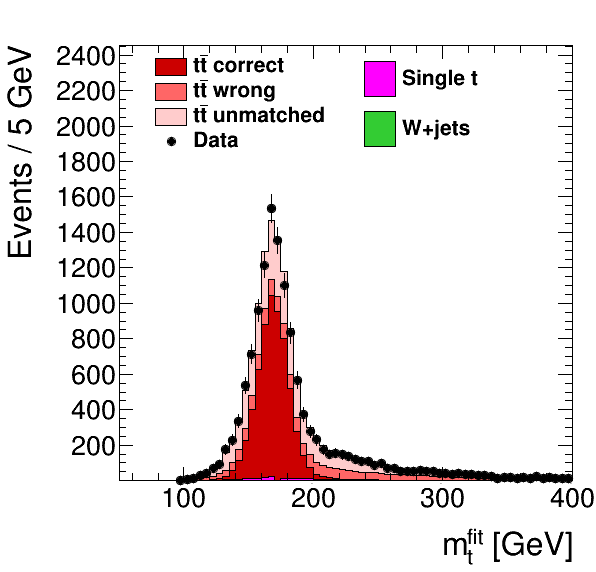 Events / 5 GeV
2400
2200
2000
1800
1600
1400
1200
1000
800
600
400
200
tt̄ correct
tt̄ wrong
tt̄ unmatched
Data
Single t
W+jets
100
200
300
400
m_t^fit [GeV]